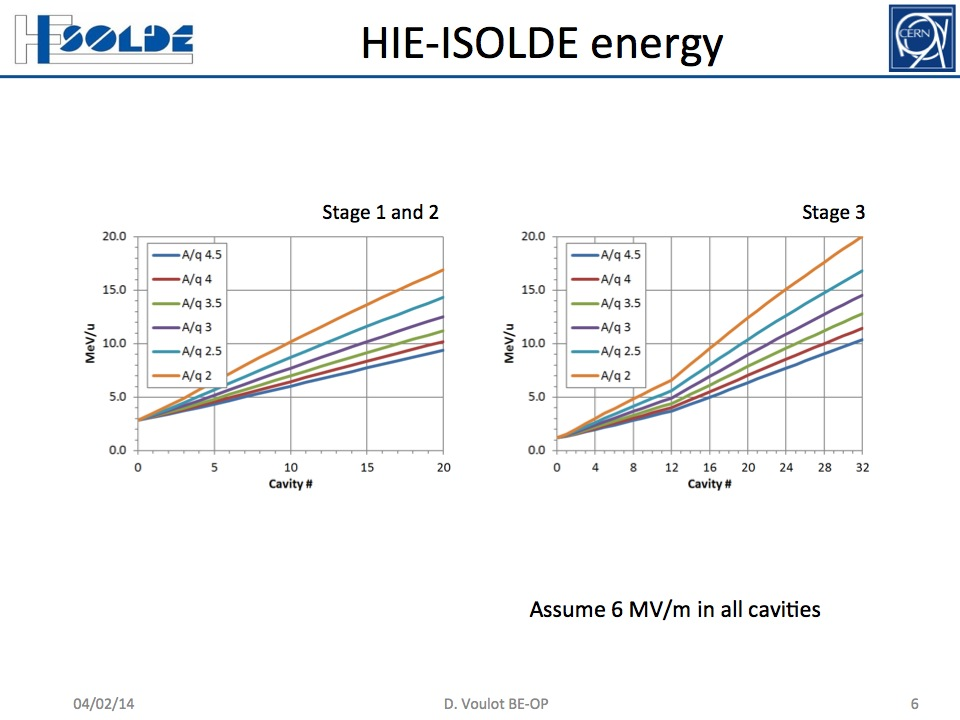 HIE
ISOLDE
HIE-ISOLDE energy
CERN
Stage 1 and 2
20.0
15.0
10.0
5.0
0.0
MeV/u
A/q 4.5
A/q 4
A/q 3.5
A/q 3
A/q 2.5
A/q 2
0 5 10 15 20
Cavity #
Stage 3
20.0
15.0
10.0
5.0
0.0
MeV/u
A/q 4.5
A/q 4
A/q 3.5
A/q 3
A/q 2.5
A/q 2
0 4 8 12 16 20 24 28 32
Cavity #
Assume 6 MV/m in all cavities
04/02/14 D. Voulot BE-OP 6